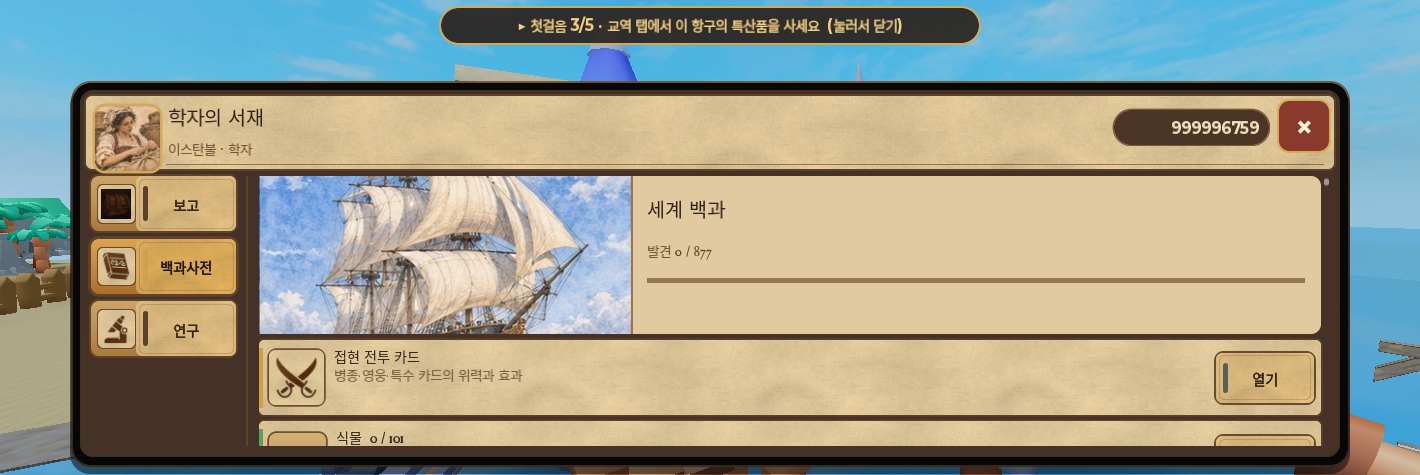 ▸ 첫걸음 3/5 · 교역 탭에서 이 항구의 특산품을 사세요 (눌러서 닫기)
학자의 서재
이스탄불 · 학자
999996759
×
보고
백과사전
연구
세계 백과
발견 0 / 877
접현 전투 카드
병종·영웅·특수 카드의 위력과 효과
열기
식물 0 / 101